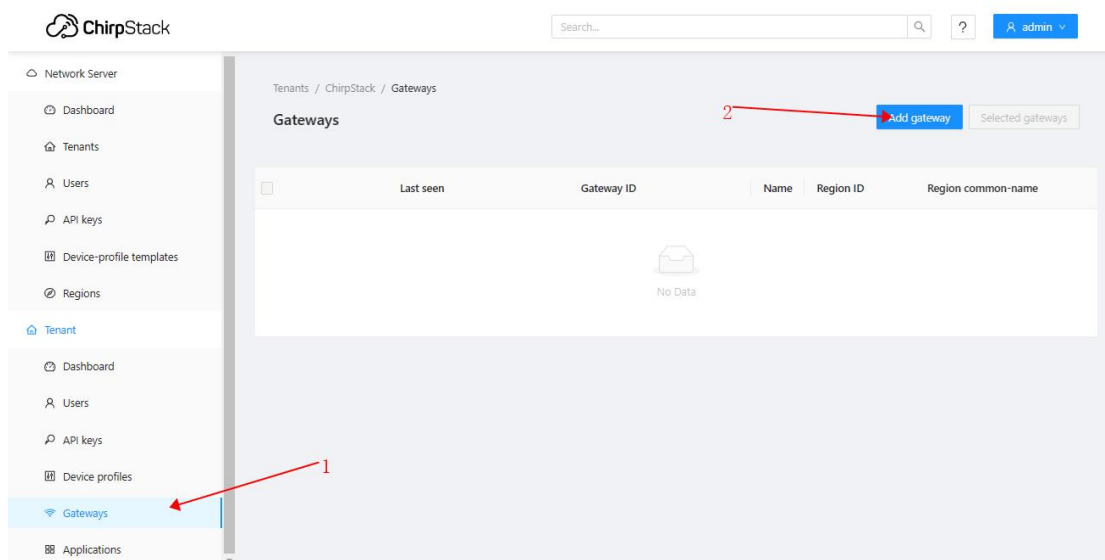 ChirpStack
Search...
?
admin
Network Server
Dashboard
Tenants
Users
API keys
Device-profile templates
Regions
Tenant
Dashboard
Users
API keys
Device profiles
Gateways
Applications
1
Tenants / ChirpStack / Gateways
Gateways
2
Add gateway
Selected gateways
Last seen
Gateway ID
Name
Region ID
Region common-name
No Data